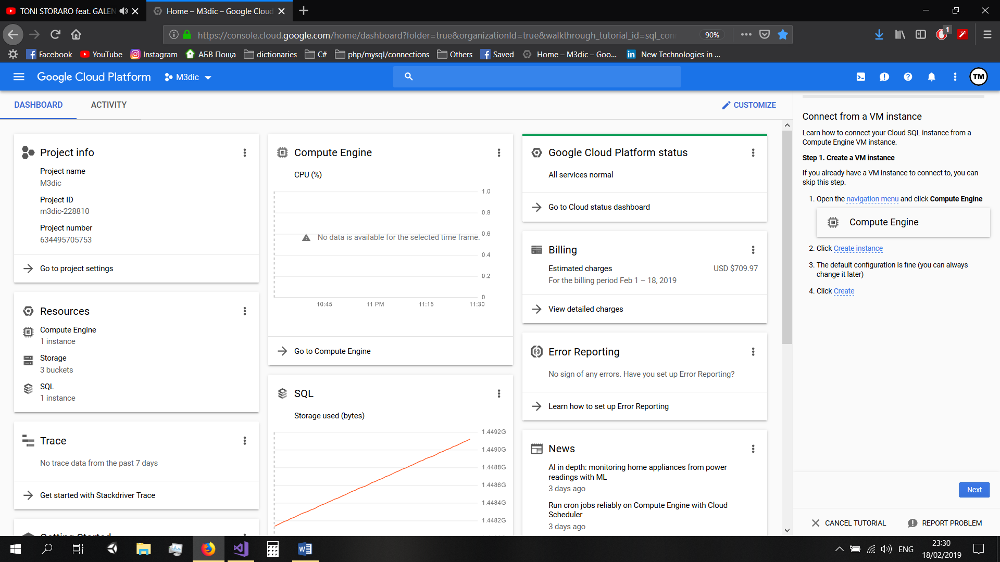 TONI STORARO feat. GALEN
Home – M3dic – Google Cloud
https://console.cloud.google.com/home/dashboard?folder=true&organizationId=true&walkthrough_tutorial_id=sql_con
90%
1
Facebook
YouTube
Instagram
АБВ Поща
dictionaries
C#
php/mysql/connections
Others
Saved
Home – M3dic – Goo...
New Technologies in ...
Google Cloud Platform
M3dic
TM
DASHBOARD
ACTIVITY
CUSTOMIZE
Project info
Project name
M3dic
Project ID
m3dic-228810
Project number
634495705753
Go to project settings
Resources
Compute Engine
1 instance
Storage
3 buckets
SQL
1 instance
Trace
No trace data from the past 7 days
Get started with Stackdriver Trace
Getting Started
Compute Engine
CPU (%)
1.0
0.8
No data is available for the selected time frame.
0.6
0.4
0.2
0
10:45
11 PM
11:15
11:30
Go to Compute Engine
SQL
Storage used (bytes)
1.4492G
1.4490G
1.4488G
1.4486G
1.4484G
1.4482G
Google Cloud Platform status
All services normal
Go to Cloud status dashboard
Billing
Estimated charges
USD $709.97
For the billing period Feb 1 – 18, 2019
View detailed charges
Error Reporting
No sign of any errors. Have you set up Error Reporting?
Learn how to set up Error Reporting
News
AI in depth: monitoring home appliances from power
readings with ML
3 days ago
Run cron jobs reliably on Compute Engine with Cloud
Scheduler
3 days ago
Connect from a VM instance
Learn how to connect your Cloud SQL instance from a
Compute Engine VM instance.
Step 1. Create a VM instance
If you already have a VM instance to connect to, you can
skip this step.
1. Open the navigation menu and click Compute Engine
Compute Engine
2. Click Create instance
3. The default configuration is fine (you can always
change it later)
4. Click Create
Next
CANCEL TUTORIAL
REPORT PROBLEM
ENG
23:30
18/02/2019